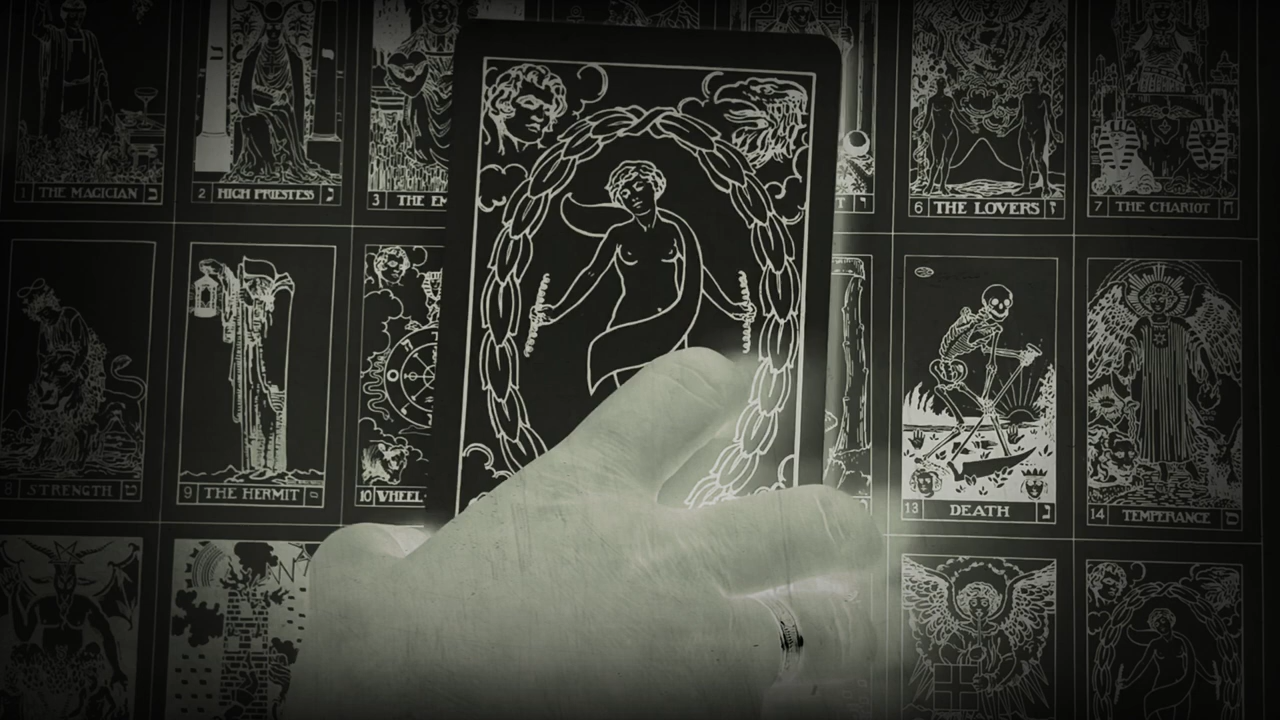 1 THE MAGICIAN ב
2 HIGH PRIESTESS ג
3 THE EM
T ו
6 THE LOVERS ז
7 THE CHARIOT ח
8 STRENGTH ט
9 THE HERMIT
10 WHEEL
13 DEATH נ
14 TEMPERANCE ס